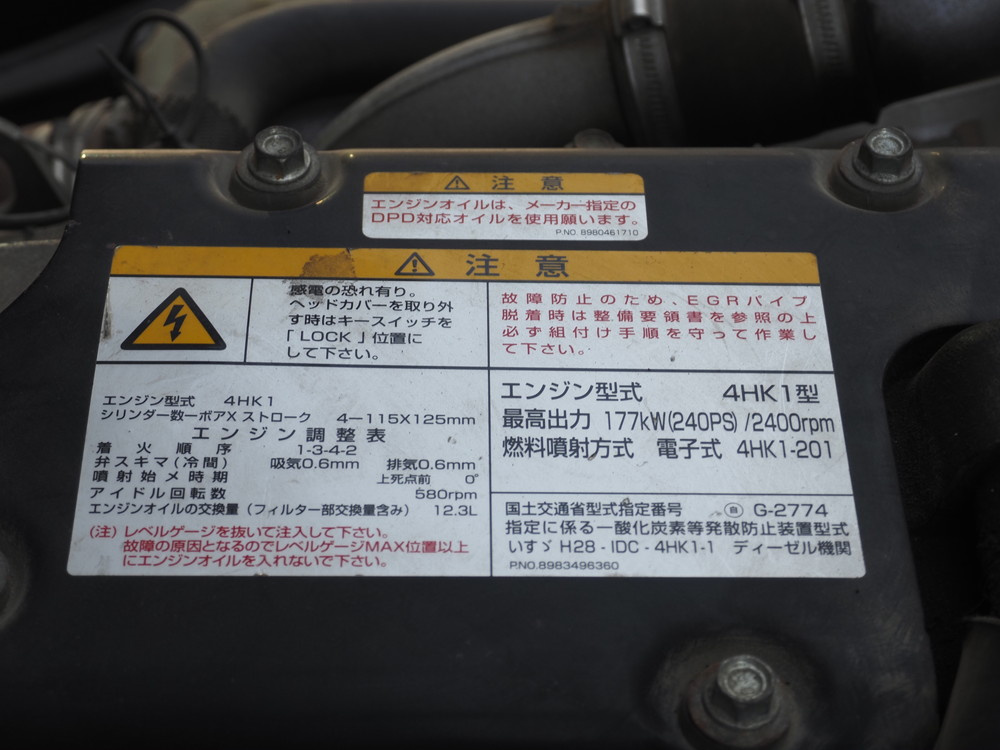 ⚠ 注意
エンジンオイルは、メーカー指定の
DPD対応オイルを使用願います。
P.NO. 8980481710
⚠ 注意
感電の恐れ有り。
ヘッドカバーを取り外
す時はキースイッチを
「LOCK」位置に
して下さい。
故障防止のため、EGRパイプ
脱着時は整備要領書を参照の上
必ず組付け手順を守って作業し
て下さい。
エンジン型式 4HK1
シリンダー数ーボアX ストローク 4ー115X125mm
エンジン調整表
着火順序 1-3-4-2
弁スキマ(冷間) 吸気0.6mm 排気0.6mm
噴射始メ時期 上死点前 0°
アイドル回転数 580rpm
エンジンオイルの交換量(フィルター部交換量含み) 12.3L
(注) レベルゲージを抜いて注入して下さい。
故障の原因となるのでレベルゲージMAX位置以上
にエンジンオイルを入れないで下さい。
エンジン型式 4HK1型
最高出力 177kW(240PS)/2400rpm
燃料噴射方式 電子式 4HK1-201
国土交通省型式指定番号 ㊂ G-2774
指定に係る一酸化炭素等発散防止装置型式
いすゞ H28-IDC-4HK1-1 ディーゼル機関
P.NO.8983496360